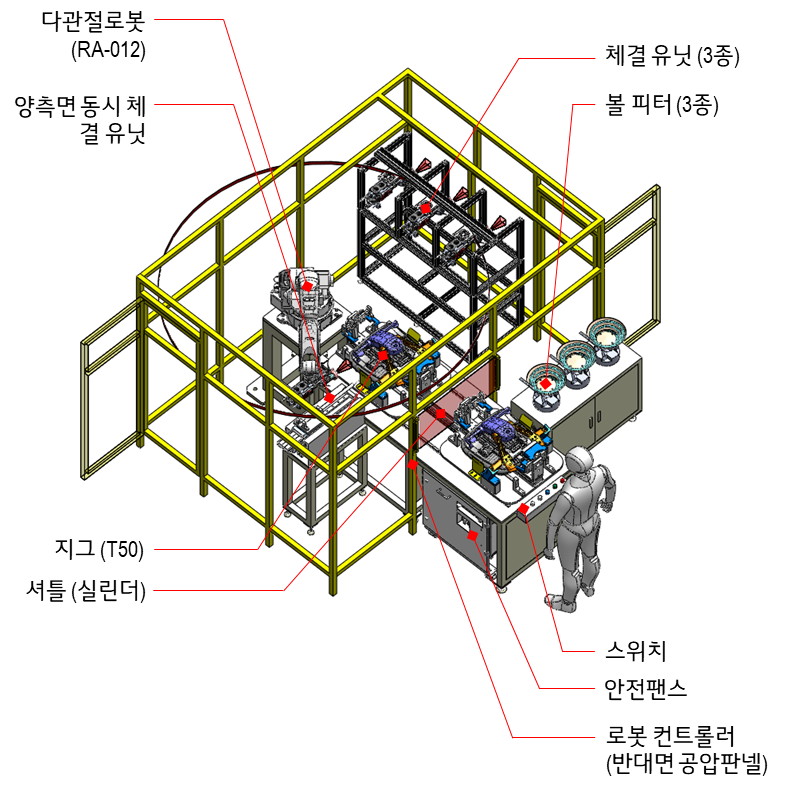 다관절로봇
(RA-012)
양측면 동시 체
결 유닛
체결 유닛 (3종)
볼 피터 (3종)
지그 (T50)
셔틀 (실린더)
스위치
안전팬스
로봇 컨트롤러
(반대면 공압판넬)